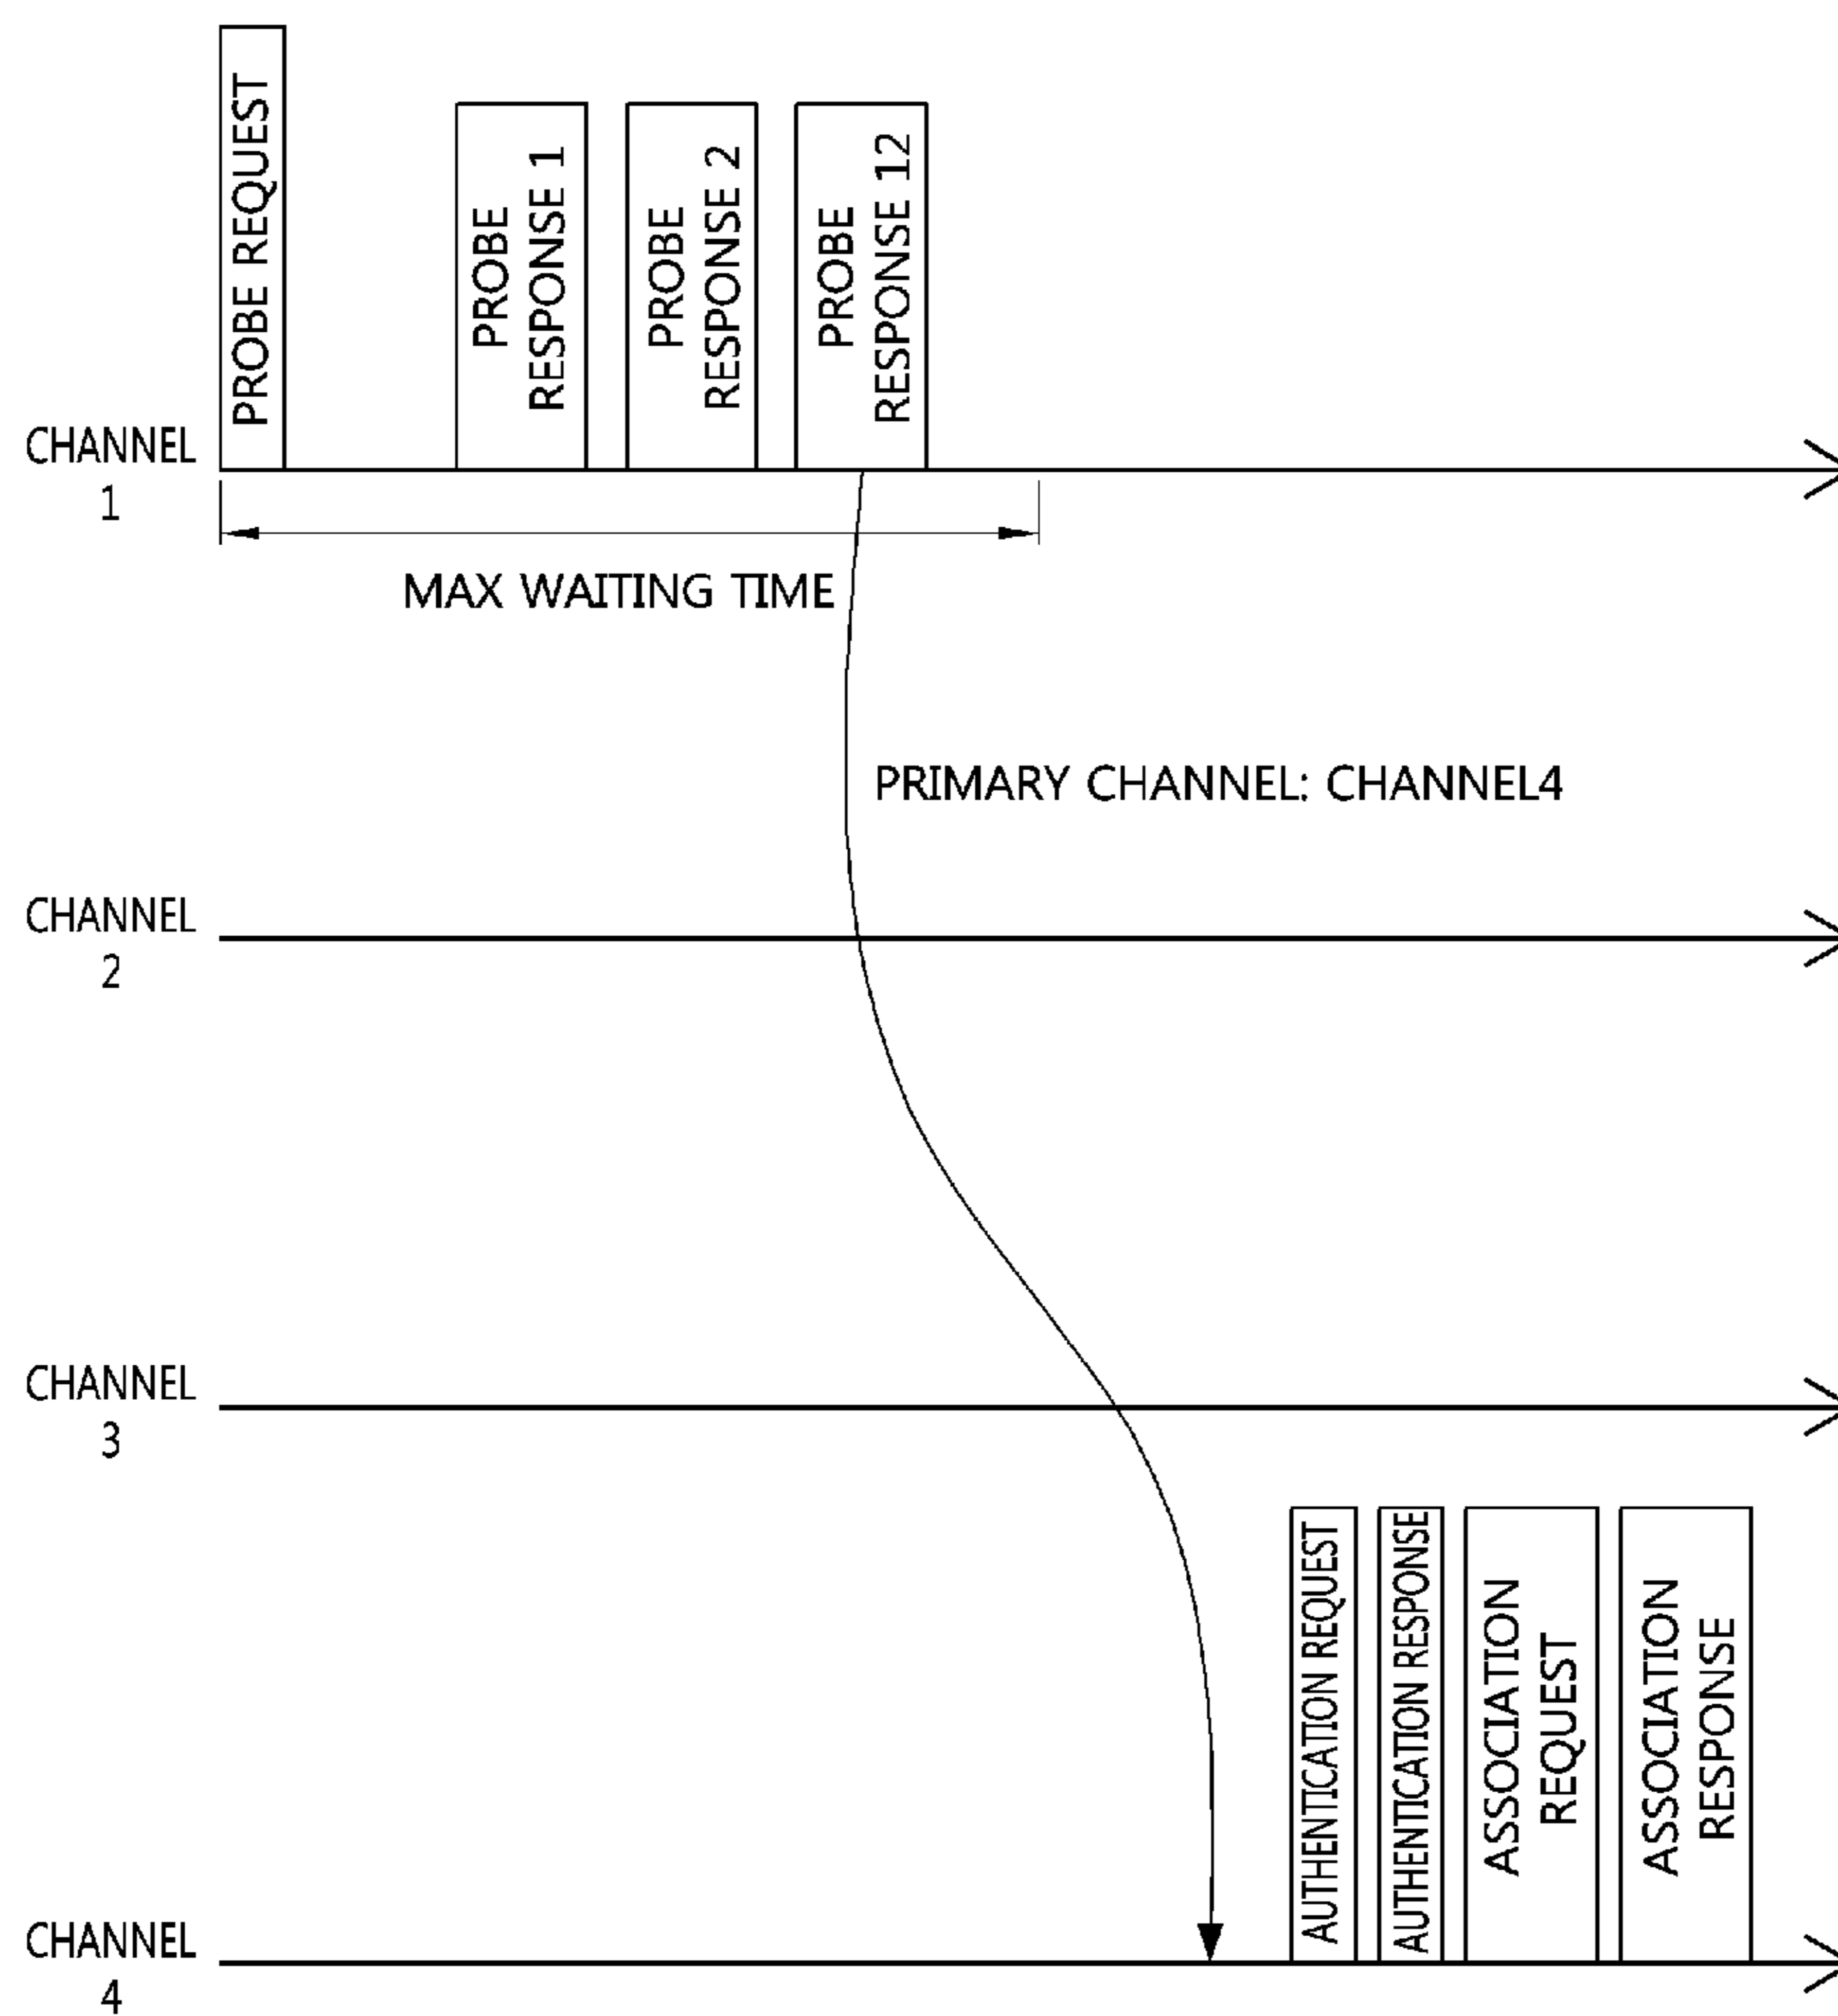 PROBE REQUEST
PROBE
RESPONSE 1
PROBE
RESPONSE 2
PROBE
RESPONSE 12
CHANNEL
1
MAX WAITING TIME
PRIMARY CHANNEL: CHANNEL4
CHANNEL
2
CHANNEL
3
AUTHENTICATION REQUEST
AUTHENTICATION RESPONSE
ASSOCIATION
REQUEST
ASSOCIATION
RESPONSE
CHANNEL
4